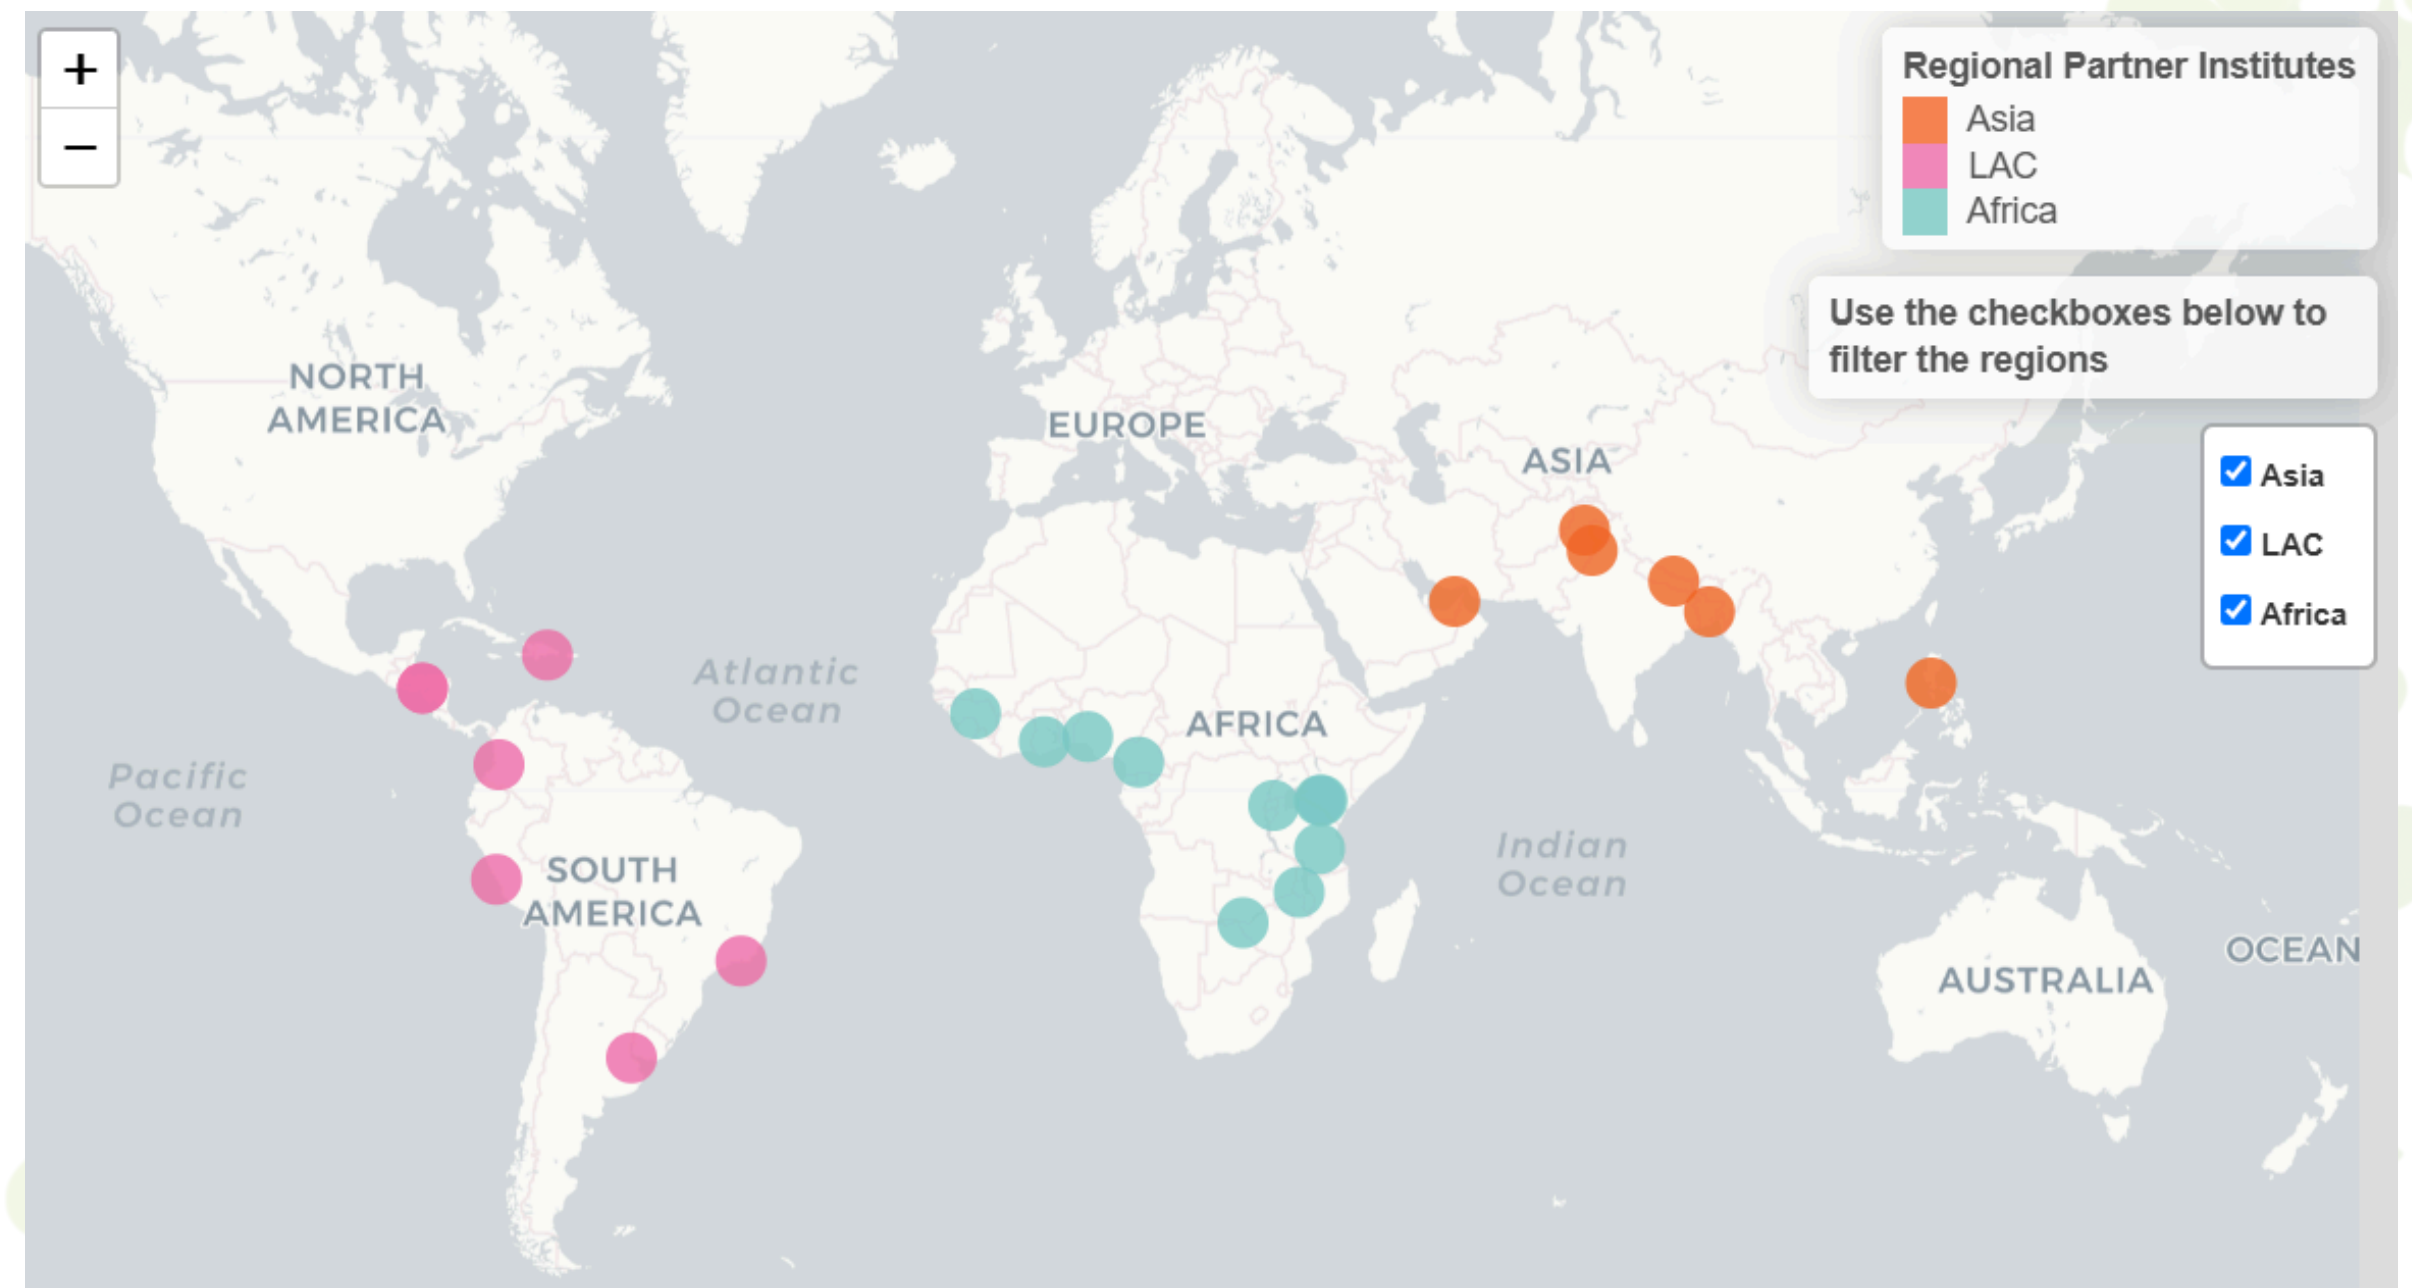 +
−
Regional Partner Institutes
Asia
LAC
Africa
Use the checkboxes below to
filter the regions
Asia
LAC
Africa
NORTH
AMERICA
EUROPE
ASIA
Atlantic
Ocean
AFRICA
Pacific
Ocean
SOUTH
AMERICA
Indian
Ocean
AUSTRALIA
OCEAN